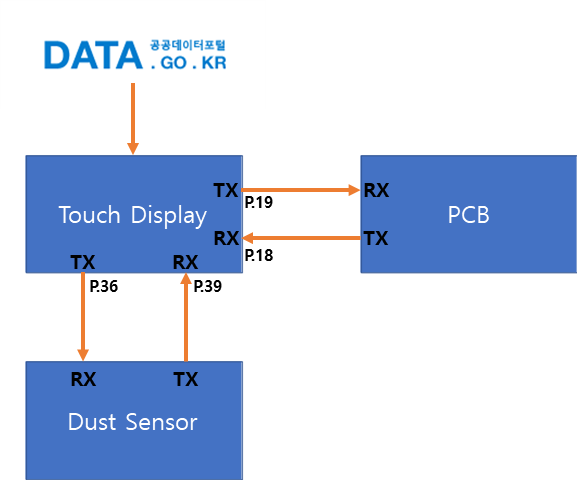 DATA 공공데이터포털
.GO.KR
TX RX
P.19
Touch Display PCB
RX TX
P.18
TX RX
P.36 P.39
RX TX
Dust Sensor